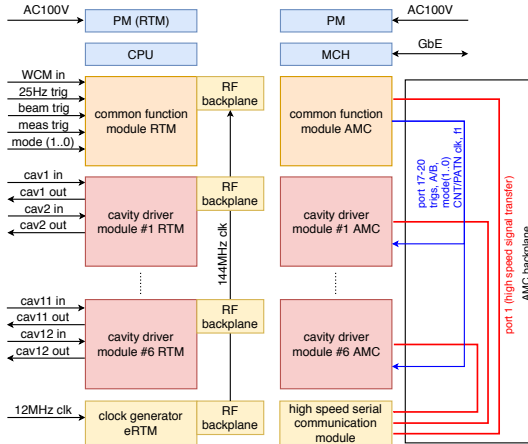 AC100V
PM (RTM)
PM
AC100V
CPU
MCH
GbE
WCM in
25Hz trig
beam trig
meas trig
mode (1..0)
common function
module RTM
RF
backplane
common function
module AMC
cav1 in
cav1 out
cav2 in
cav2 out
cavity driver
module #1 RTM
RF
backplane
cavity driver
module #1 AMC
144MHz clk
port 17-20
trigs, A/B,
mode(1..0)
CNT/PATN clk, f1
port 1 (high speed signal transfer)
AMC backplane
cav11 in
cav11 out
cav12 in
cav12 out
cavity driver
module #6 RTM
RF
backplane
cavity driver
module #6 AMC
12MHz clk
clock generator
eRTM
RF
backplane
high speed serial
communication
module